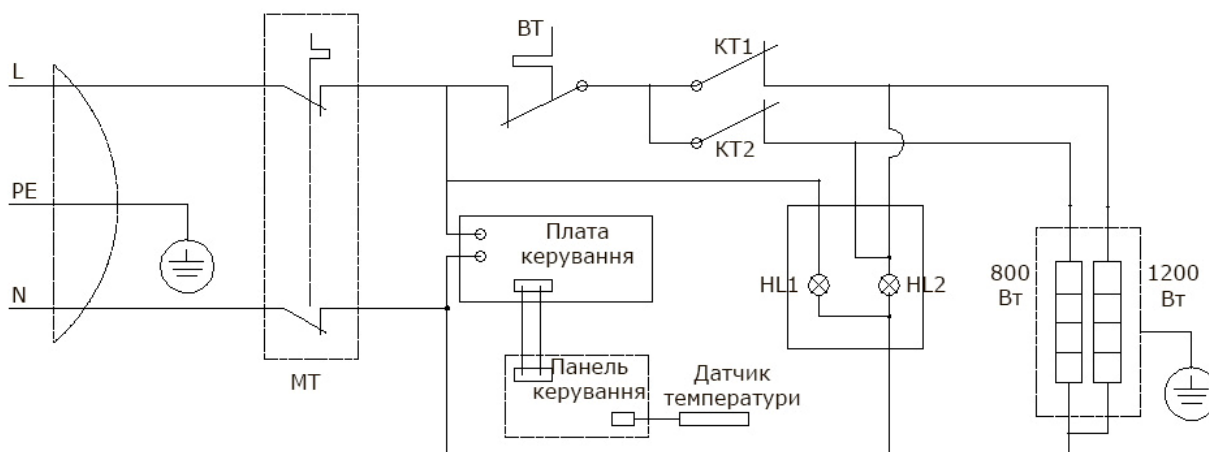 L
PE
N
МТ
ВТ
КТ1
КТ2
Плата
керування
Панель
керування
Датчик
температури
HL1
HL2
800
Вт
1200
Вт